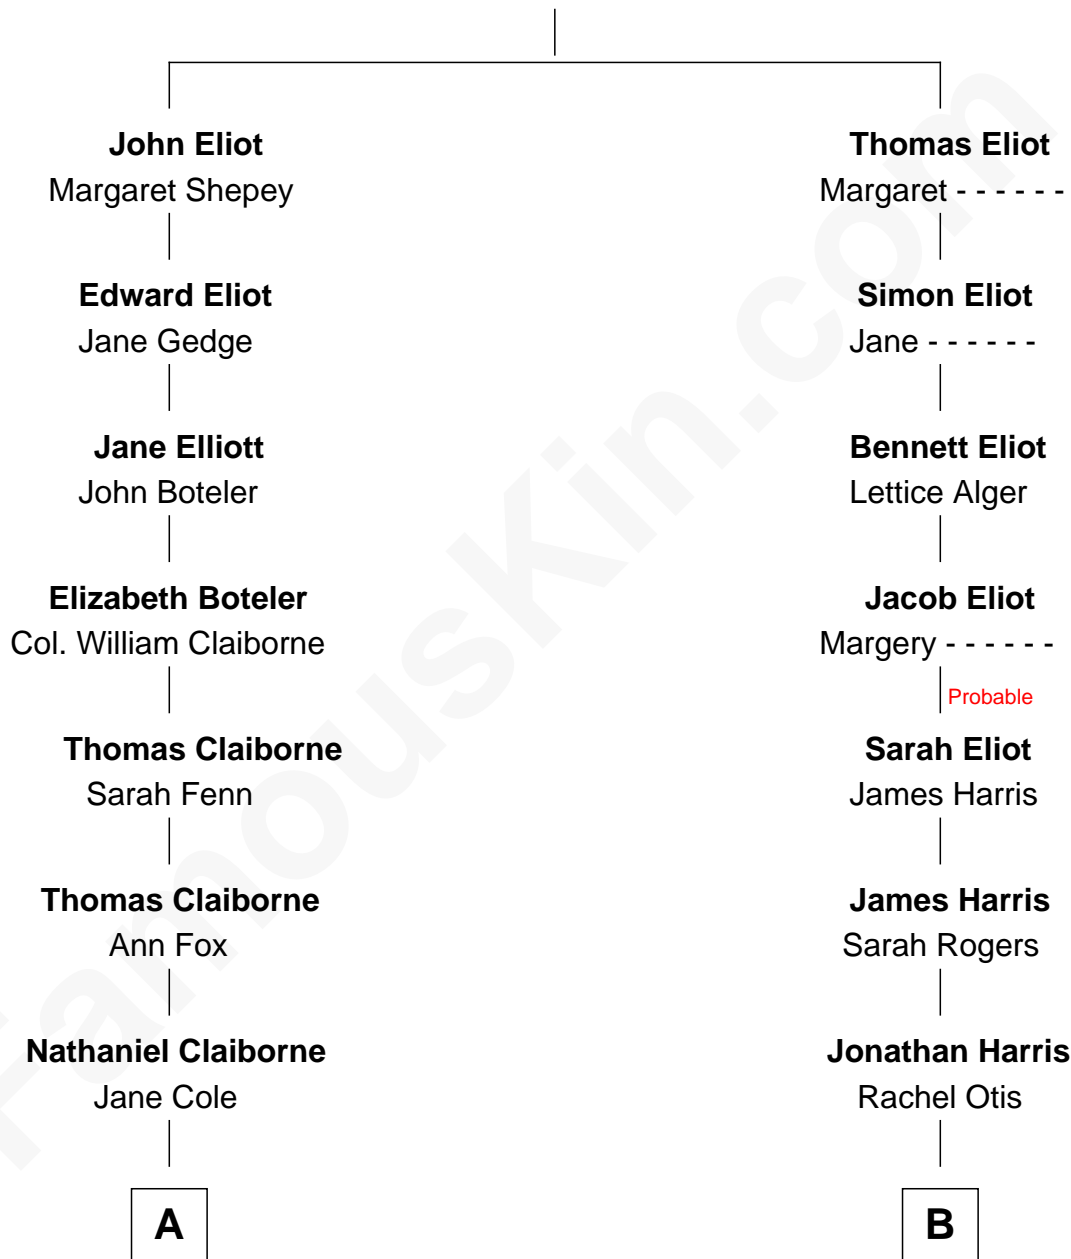 John Eliot
Margaret Shepey
Edward Eliot
Jane Gedge
Jane Elliott
John Boteler
Elizabeth Boteler
Col. William Claiborne
Thomas Claiborne
Sarah Fenn
Thomas Claiborne
Ann Fox
Nathaniel Claiborne
Jane Cole
A
Thomas Eliot
Margaret - - - - - -
Simon Eliot
Jane - - - - - -
Bennett Eliot
Lettice Alger
Jacob Eliot
Margery - - - - - -
Probable
Sarah Eliot
James Harris
James Harris
Sarah Rogers
Jonathan Harris
Rachel Otis
B
FamousKin.com